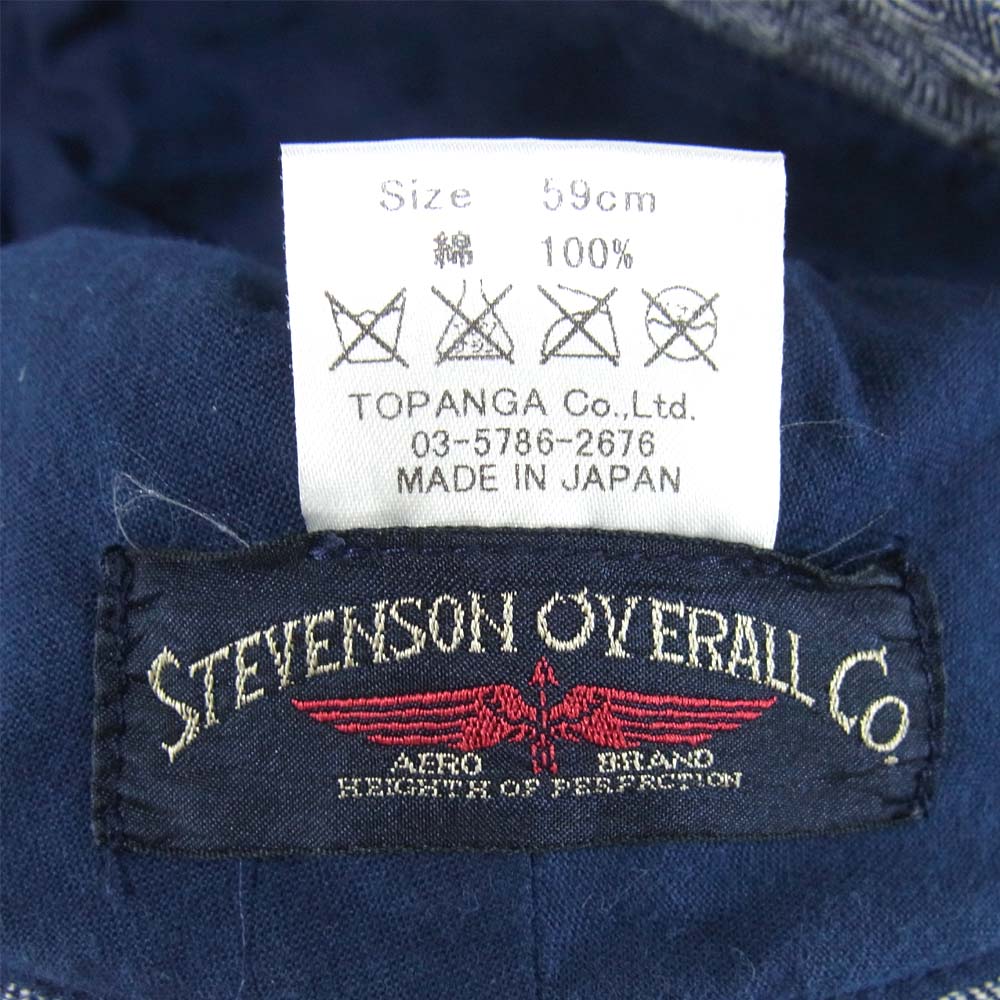 Size 59cm
綿 100%
TOPANGA Co.,Ltd.
03-5786-2676
MADE IN JAPAN
STEVENSON OVERALL Co.
AERO BRAND
HEIGHTH OF PERFECTION